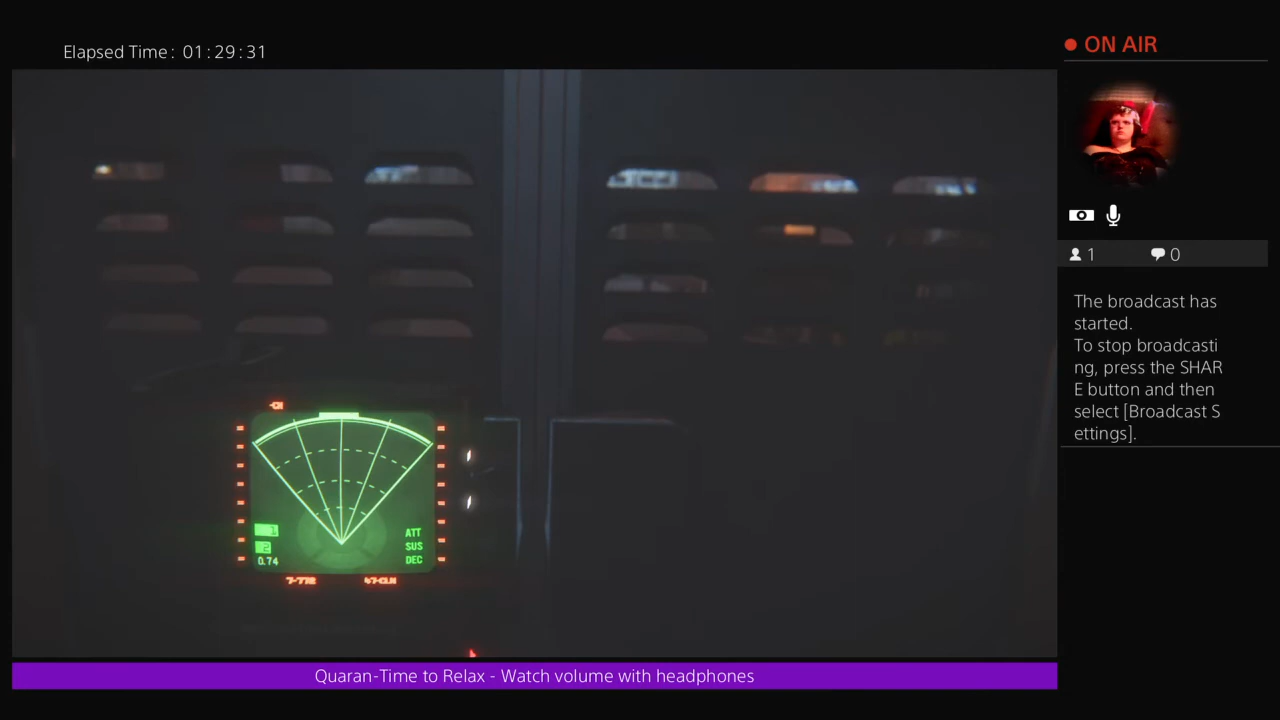 Elapsed Time: 01:29:31
ON AIR
1
0
The broadcast has
started.
To stop broadcasti
ng, press the SHAR
E button and then
select [Broadcast S
ettings].
1
2
0.74
ATT
SUS
DEC
Quaran-Time to Relax - Watch volume with headphones